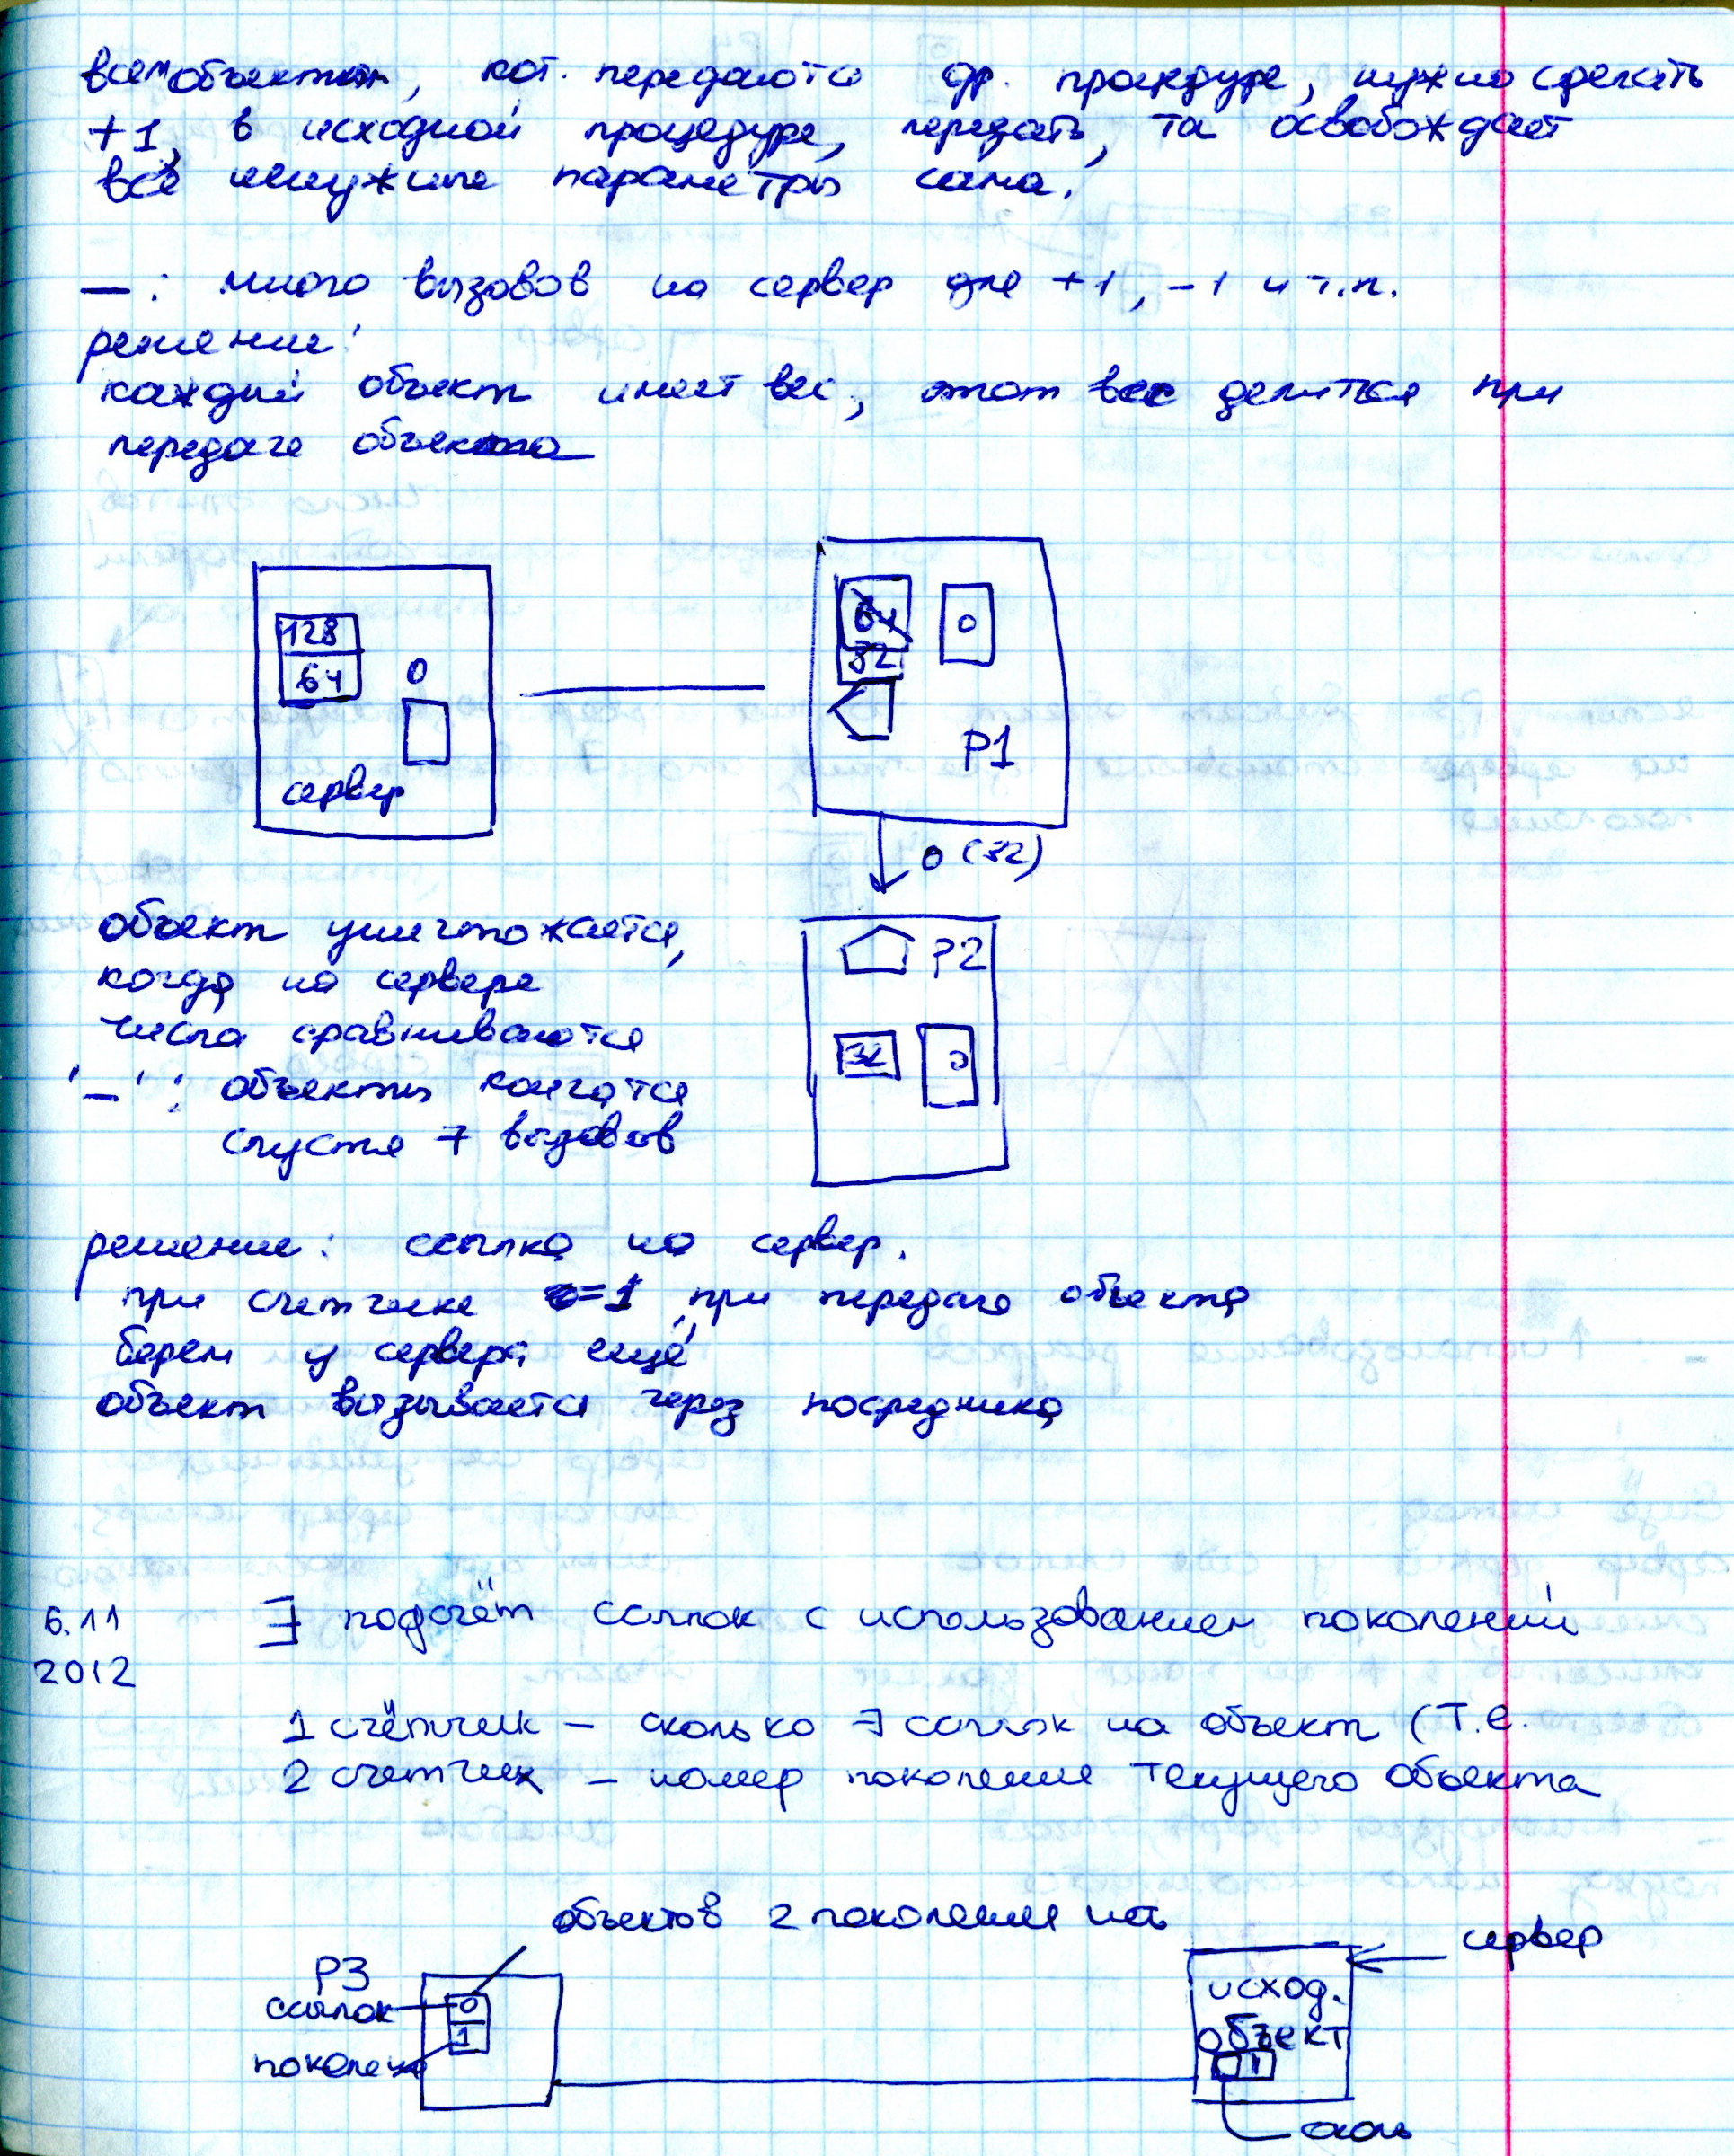 всем объектам, кот. передаются др. процедуре, нужно сделать
+1, в исходной процедуре, передать, та освобождает
все ненужные параметры сама.
— : много вызовов на сервер для +1, -1 и т.п.
решение:
каждый объект имеет вес, этот вес делится при
передаче объекта
128
64
0
сервер
64
32
0
P1
0 (32)
объект уничтожается,
когда на сервере
числа сравниваются
'—' : объекты кончатся
спустя 7 вызовов
P2
32
0
решение: ссылка на сервер.
при счетчике =1, при передаче объекта
берем у сервера ещё
объект вызывается через посредника
6.11
2012
∃ подсчёт ссылок с использованием поколений
1 счётчик — сколько ∃ ссылок на объект (т.е.
2 счетчик — номер поколения текущего объекта
объектов 2 поколения нет
сервер
P3
ссылок
0
1
поколение
исход.
объект
1